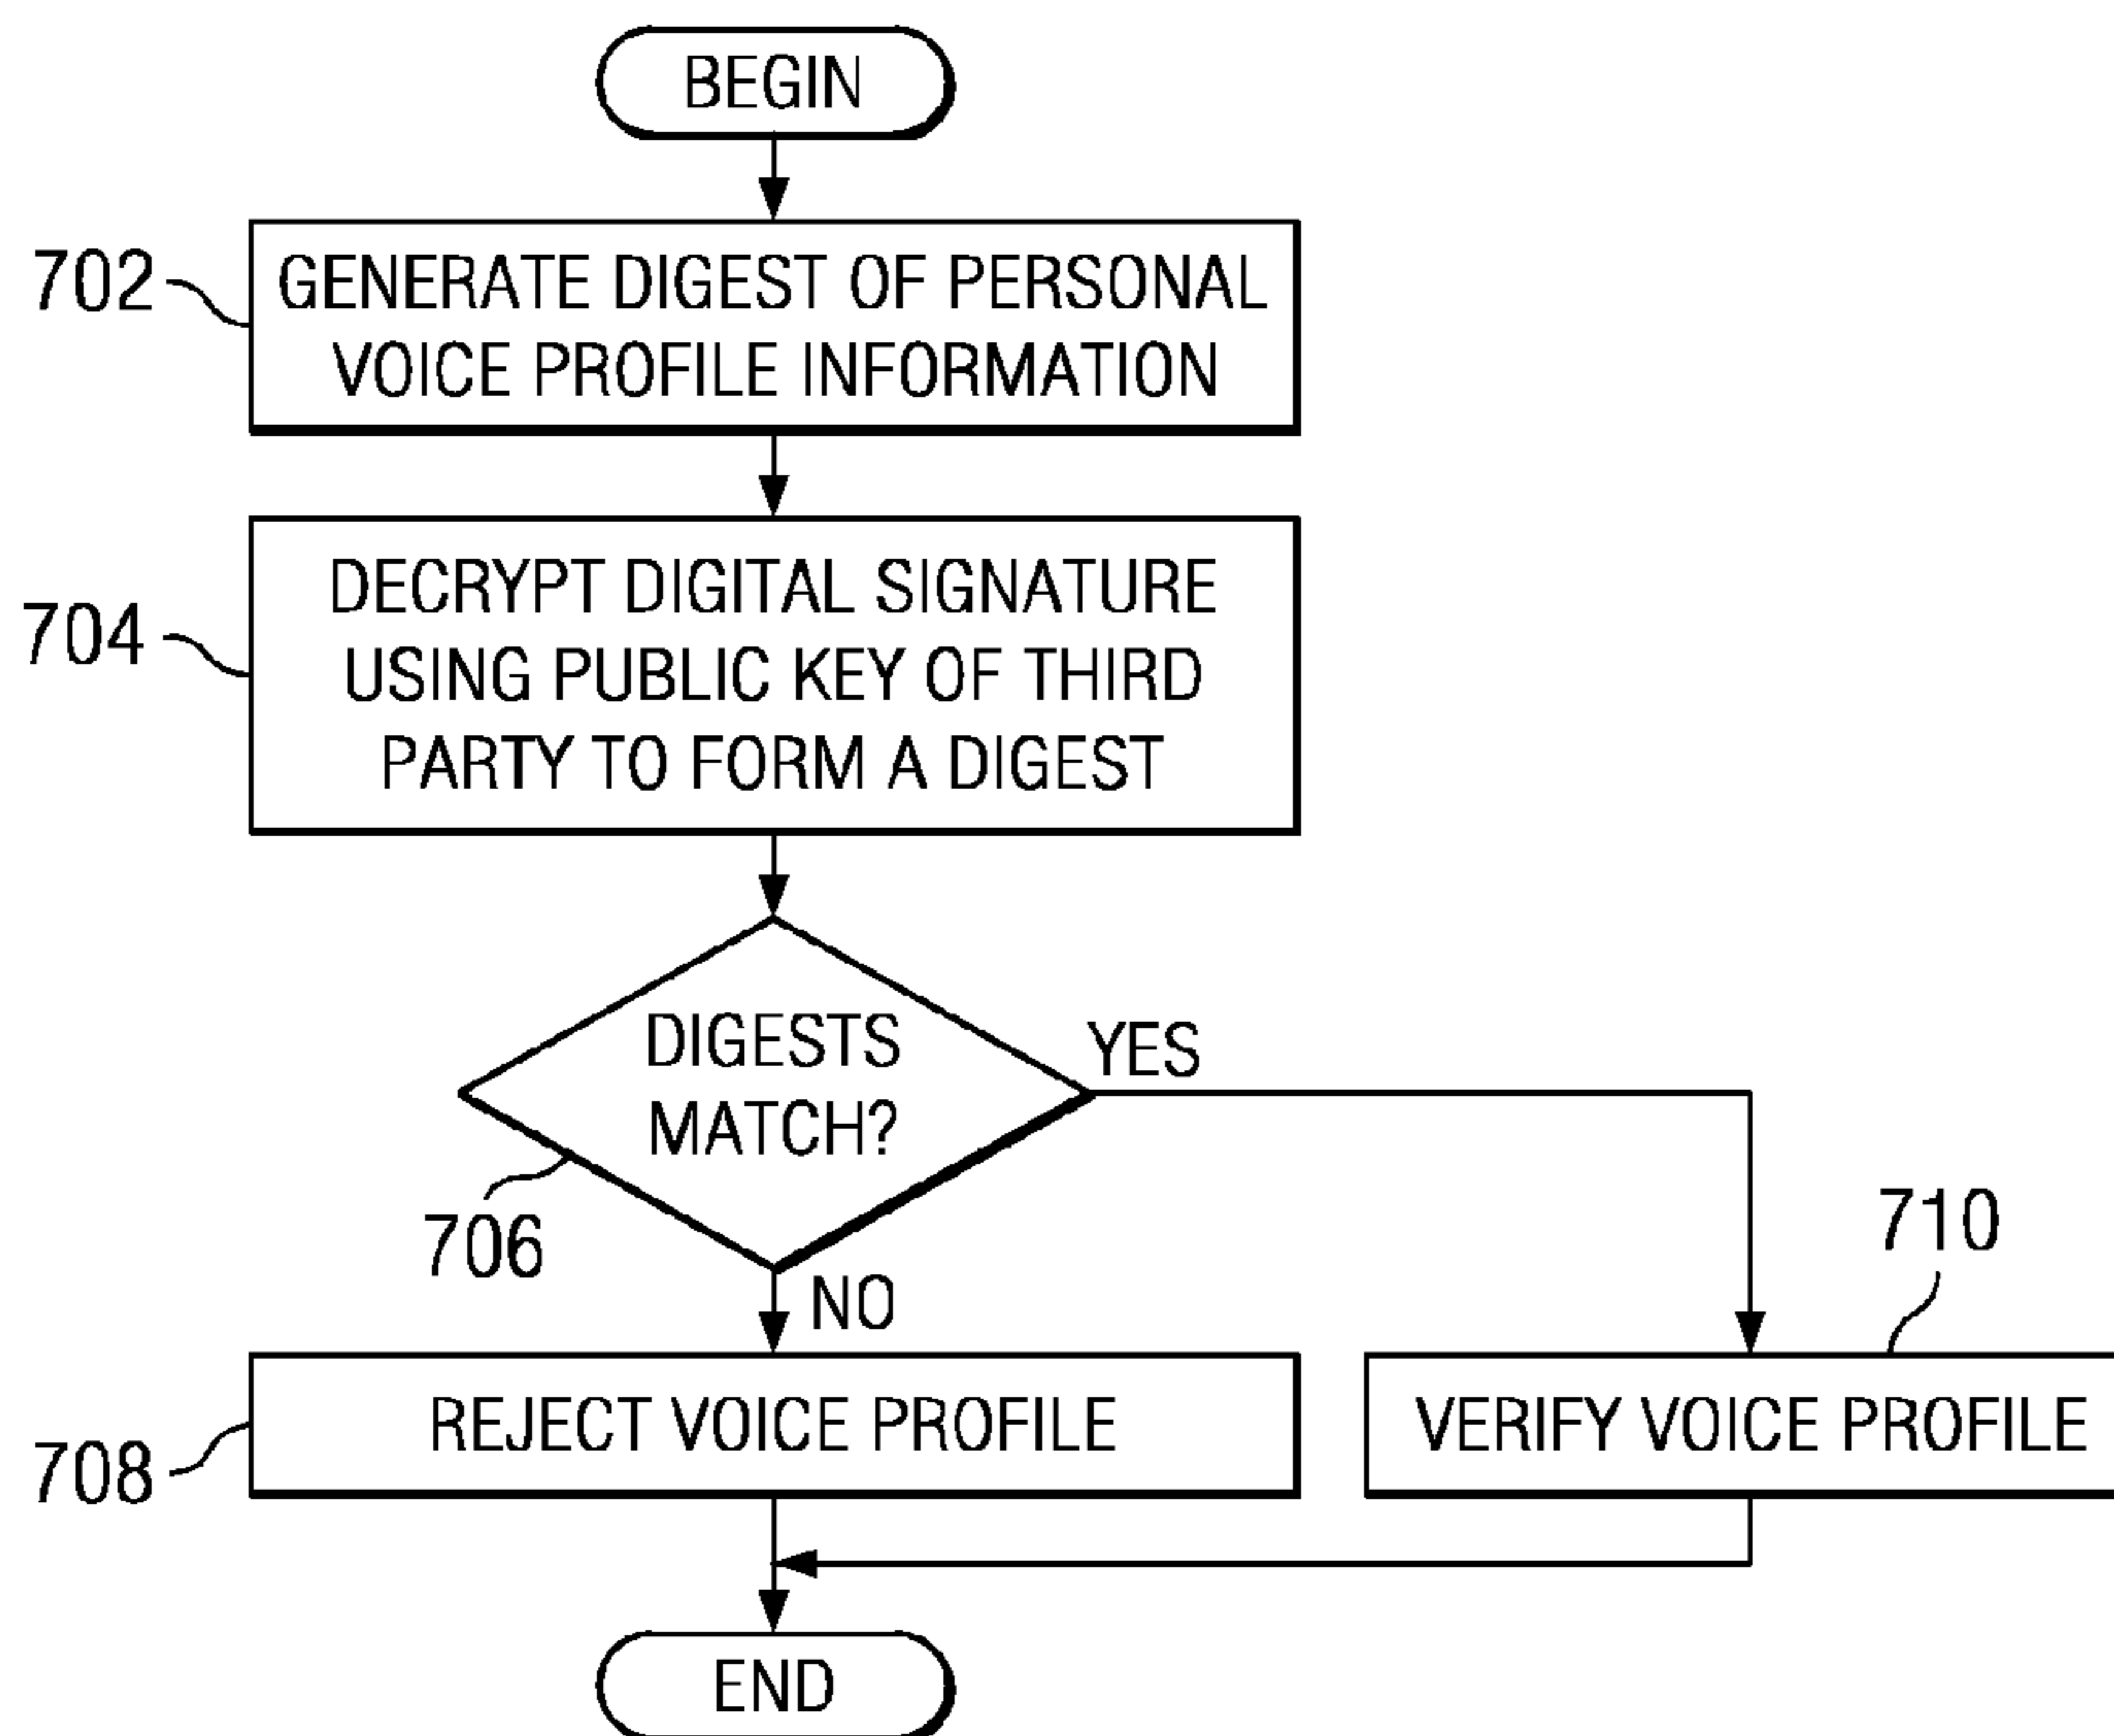 BEGIN
702
GENERATE DIGEST OF PERSONAL
VOICE PROFILE INFORMATION
704
DECRYPT DIGITAL SIGNATURE
USING PUBLIC KEY OF THIRD
PARTY TO FORM A DIGEST
DIGESTS
MATCH?
YES
706
NO
710
708
REJECT VOICE PROFILE
VERIFY VOICE PROFILE
END